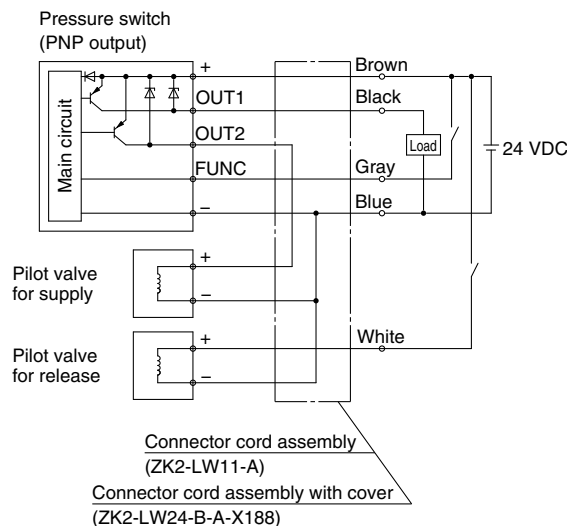 Pressure switch
(PNP output)
Main circuit
+
OUT1
OUT2
FUNC
−
Brown
Black
Gray
Blue
Load
24 VDC
Pilot valve
for supply
+
−
Pilot valve
for release
+
−
White
Connector cord assembly
(ZK2-LW11-A)
Connector cord assembly with cover
(ZK2-LW24-B-A-X188)